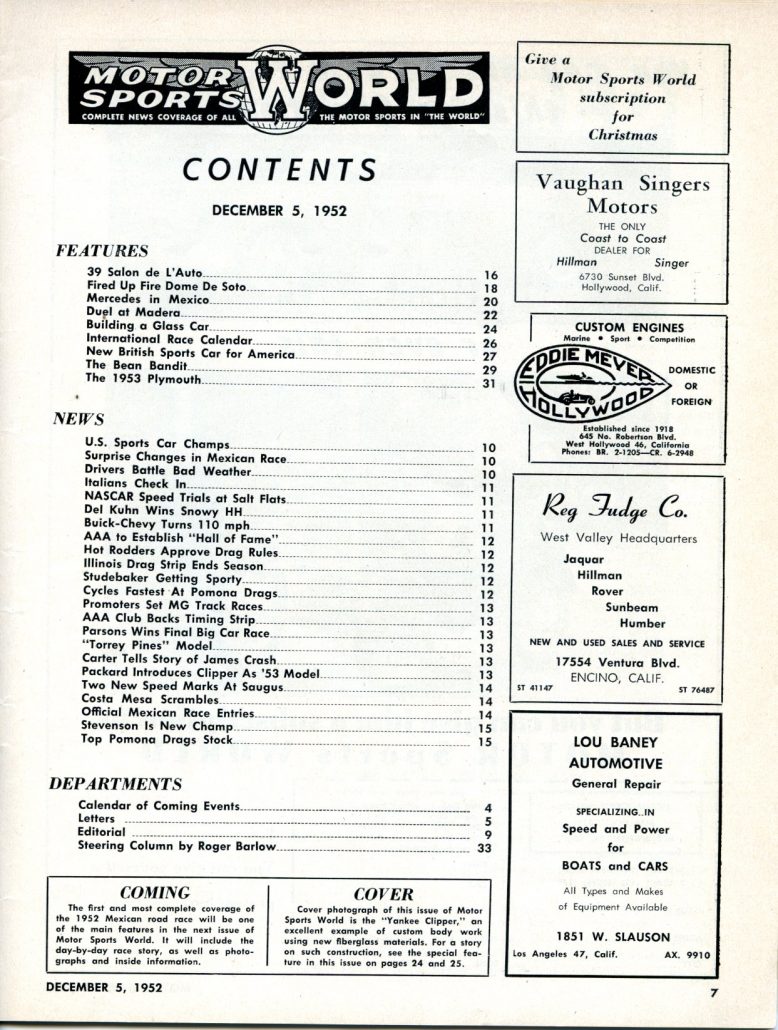 MOTOR SPORTS WORLD
COMPLETE NEWS COVERAGE OF ALL THE MOTOR SPORTS IN "THE WORLD"
CONTENTS
DECEMBER 5, 1952
FEATURES
39 Salon de L'Auto 16
Fired Up Fire Dome De Soto 18
Mercedes in Mexico 20
Duel at Madera 22
Building a Glass Car 24
International Race Calendar 26
New British Sports Car for America 27
The Bean Bandit 29
The 1953 Plymouth 31
NEWS
U.S. Sports Car Champs 10
Surprise Changes in Mexican Race 10
Drivers Battle Bad Weather 10
Italians Check In 11
NASCAR Speed Trials at Salt Flats 11
Del Kuhn Wins Snowy HH 11
Buick-Chevy Turns 110 mph 11
AAA to Establish "Hall of Fame" 12
Hot Rodders Approve Drag Rules 12
Illinois Drag Strip Ends Season 12
Studebaker Getting Sporty 12
Cycles Fastest At Pomona Drags 12
Promoters Set MG Track Races 13
AAA Club Backs Timing Strip 13
Parsons Wins Final Big Car Race 13
"Torrey Pines" Model 13
Carter Tells Story of James Crash 13
Packard Introduces Clipper As '53 Model 13
Two New Speed Marks At Saugus 14
Costa Mesa Scrambles 14
Official Mexican Race Entries 14
Stevenson Is New Champ 15
Top Pomona Drags Stock 15
DEPARTMENTS
Calendar of Coming Events 4
Letters 5
Editorial 9
Steering Column by Roger Barlow 33
COMING
The first and most complete coverage of
the 1952 Mexican road race will be one
of the main features in the next issue of
Motor Sports World. It will include the
day-by-day race story, as well as photo-
graphs and inside information.
COVER
Cover photograph of this issue of Motor
Sports World is the "Yankee Clipper," an
excellent example of custom body work
using new fiberglass materials. For a story
on such construction, see the special fea-
ture in this issue on pages 24 and 25.
Give a
Motor Sports World
subscription
for
Christmas
Vaughan Singers
Motors
THE ONLY
Coast to Coast
DEALER FOR
Hillman Singer
6730 Sunset Blvd.
Hollywood, Calif.
CUSTOM ENGINES
Marine • Sport • Competition
EDDIE MEYER
HOLLYWOOD
DOMESTIC
OR
FOREIGN
Established since 1918
645 No. Robertson Blvd.
West Hollywood 46, California
Phones: BR. 2-1205—CR. 6-2948
Reg Fudge Co.
West Valley Headquarters
Jaquar
Hillman
Rover
Sunbeam
Humber
NEW AND USED SALES AND SERVICE
17554 Ventura Blvd.
ENCINO, CALIF.
ST 41147 ST 76487
LOU BANEY
AUTOMOTIVE
General Repair
SPECIALIZING..IN
Speed and Power
for
BOATS and CARS
All Types and Makes
of Equipment Available
1851 W. SLAUSON
Los Angeles 47, Calif. AX. 9910
DECEMBER 5, 1952 7